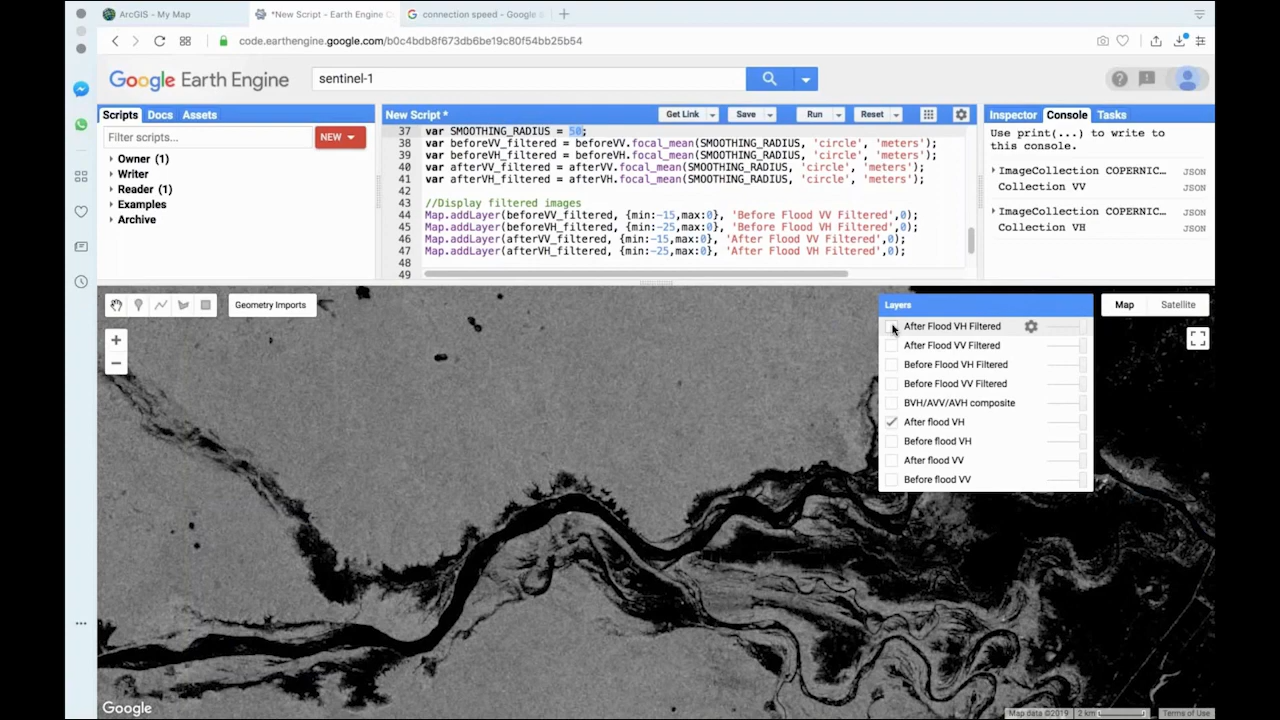 ArcGIS - My Map
*New Script - Earth Engine C
connection speed - Google s
code.earthengine.google.com/b0c4bdb8f673db6be19c80f54bb25b54
Google Earth Engine
sentinel-1
Scripts Docs Assets
Filter scripts...
NEW
Owner (1)
Writer
Reader (1)
Examples
Archive
New Script *
Get Link
Save
Run
Reset
37 var SMOOTHING_RADIUS = 50;
38 var beforeVV_filtered = beforeVV.focal_mean(SMOOTHING_RADIUS, 'circle', 'meters');
39 var beforeVH_filtered = beforeVH.focal_mean(SMOOTHING_RADIUS, 'circle', 'meters');
40 var afterVV_filtered = afterVV.focal_mean(SMOOTHING_RADIUS, 'circle', 'meters');
41 var afterVH_filtered = afterVH.focal_mean(SMOOTHING_RADIUS, 'circle', 'meters');
42
43 //Display filtered images
44 Map.addLayer(beforeVV_filtered, {min:-15,max:0}, 'Before Flood VV Filtered',0);
45 Map.addLayer(beforeVH_filtered, {min:-25,max:0}, 'Before Flood VH Filtered',0);
46 Map.addLayer(afterVV_filtered, {min:-15,max:0}, 'After Flood VV Filtered',0);
47 Map.addLayer(afterVH_filtered, {min:-25,max:0}, 'After Flood VH Filtered',0);
48
49
Inspector Console Tasks
Use print(...) to write to
this console.
ImageCollection COPERNIC... JSON
Collection VV JSON
ImageCollection COPERNIC... JSON
Collection VH JSON
Geometry Imports
Layers
After Flood VH Filtered
After Flood VV Filtered
Before Flood VH Filtered
Before Flood VV Filtered
BVH/AVV/AVH composite
After flood VH
Before flood VH
After flood VV
Before flood VV
Map Satellite
Google
Map data ©2019 2 km Terms of Use